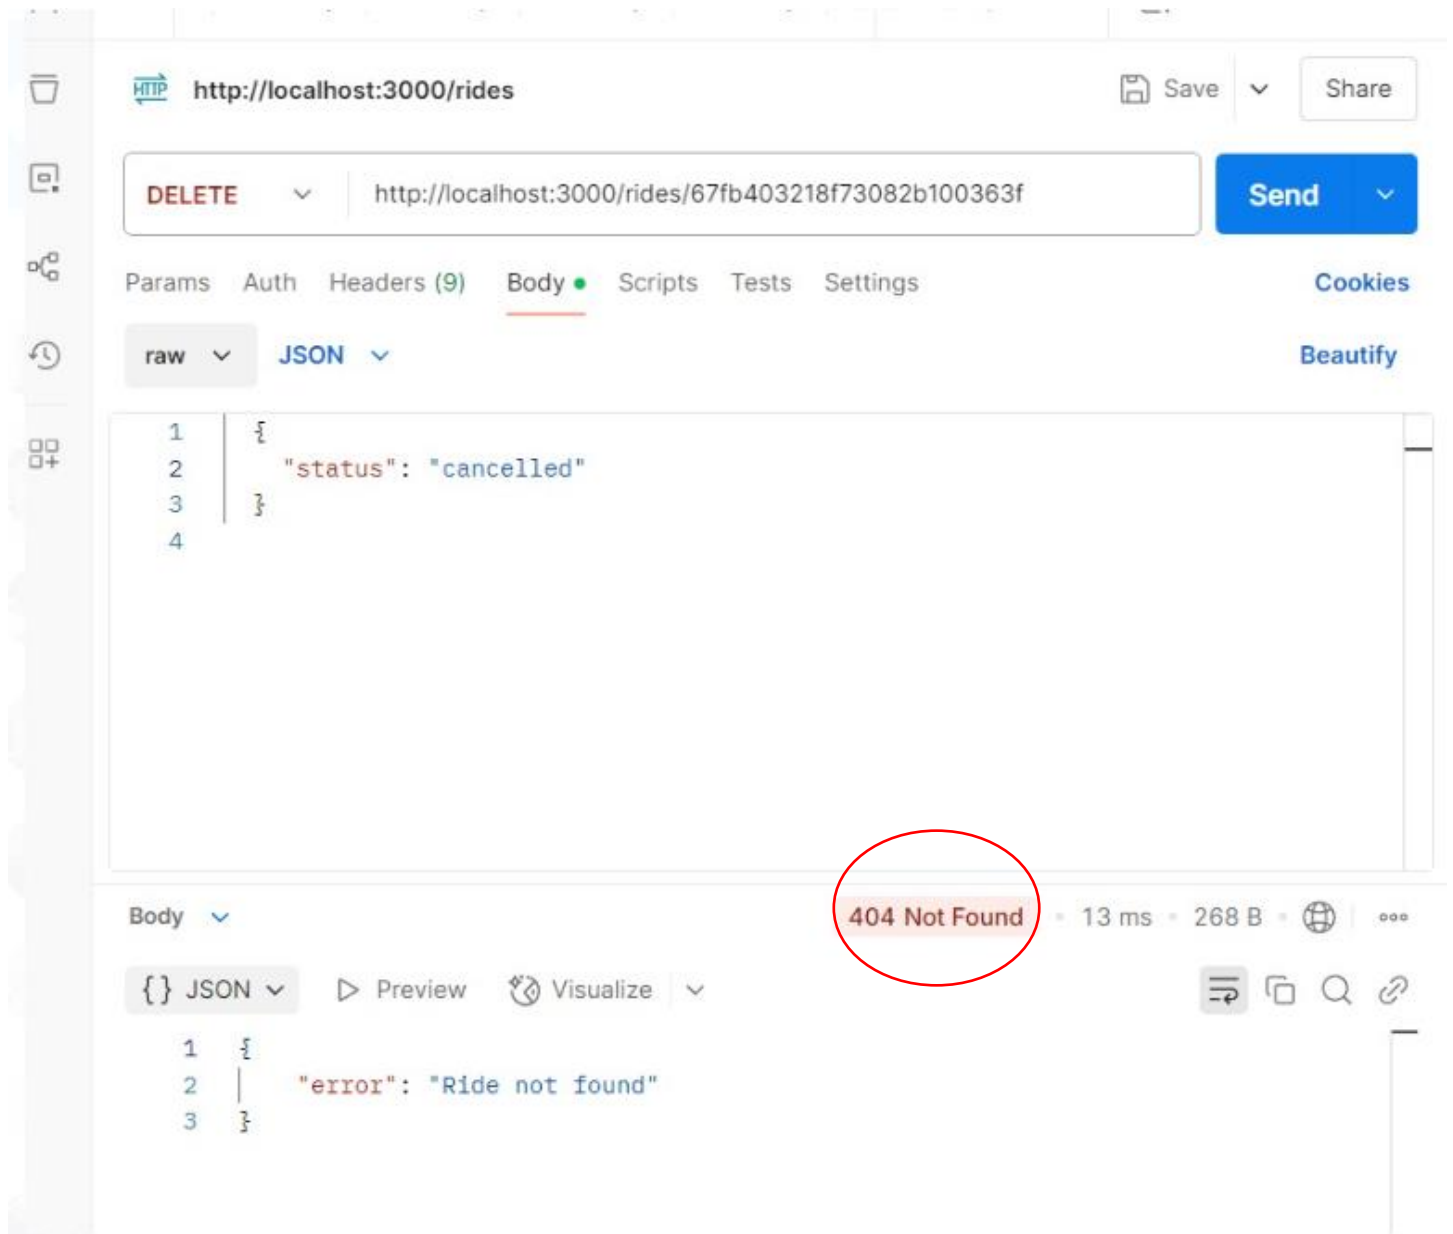 HTTP http://localhost:3000/rides Save Share
DELETE http://localhost:3000/rides/67fb403218f73082b100363f Send
Params Auth Headers (9) Body Scripts Tests Settings Cookies
raw JSON Beautify
1 {
2 "status": "cancelled"
3 }
4
Body 404 Not Found 13 ms 268 B
{} JSON Preview Visualize
1 {
2 "error": "Ride not found"
3 }